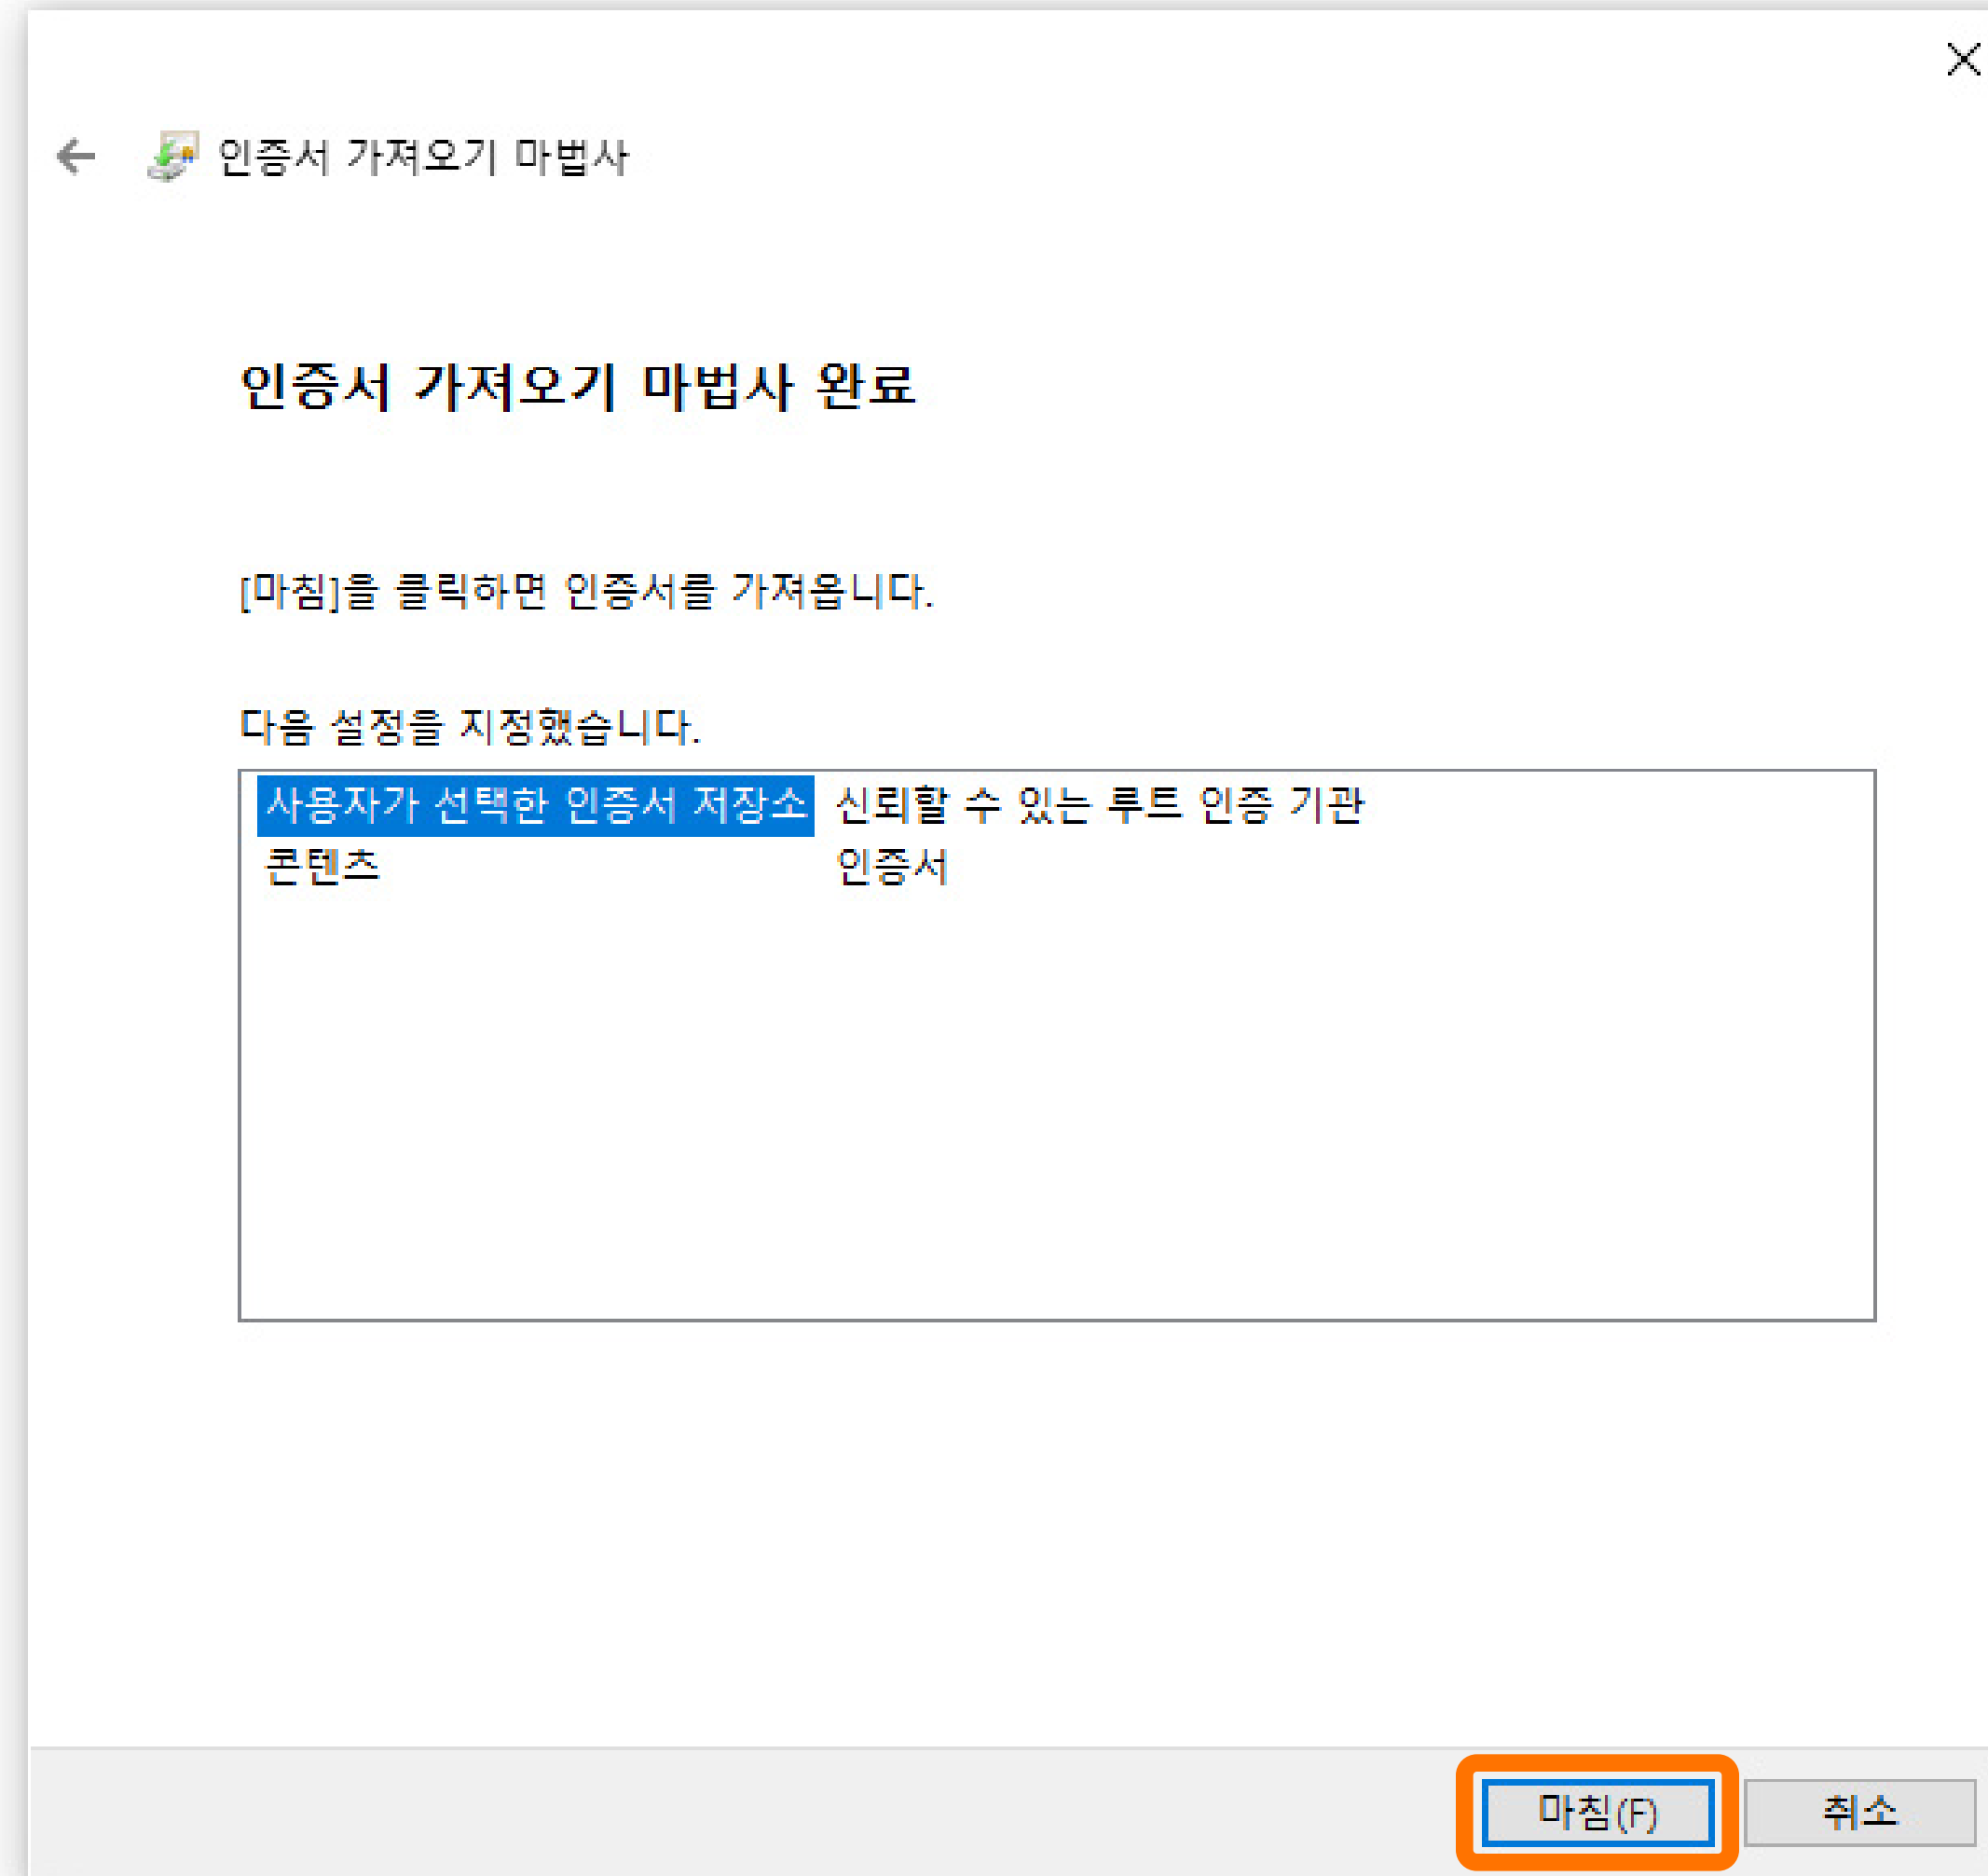 인증서 가져오기 마법사
인증서 가져오기 마법사 완료
[마침]을 클릭하면 인증서를 가져옵니다.
다음 설정을 지정했습니다.
사용자가 선택한 인증서 저장소 신뢰할 수 있는 루트 인증 기관
콘텐츠 인증서
마침(F) 취소